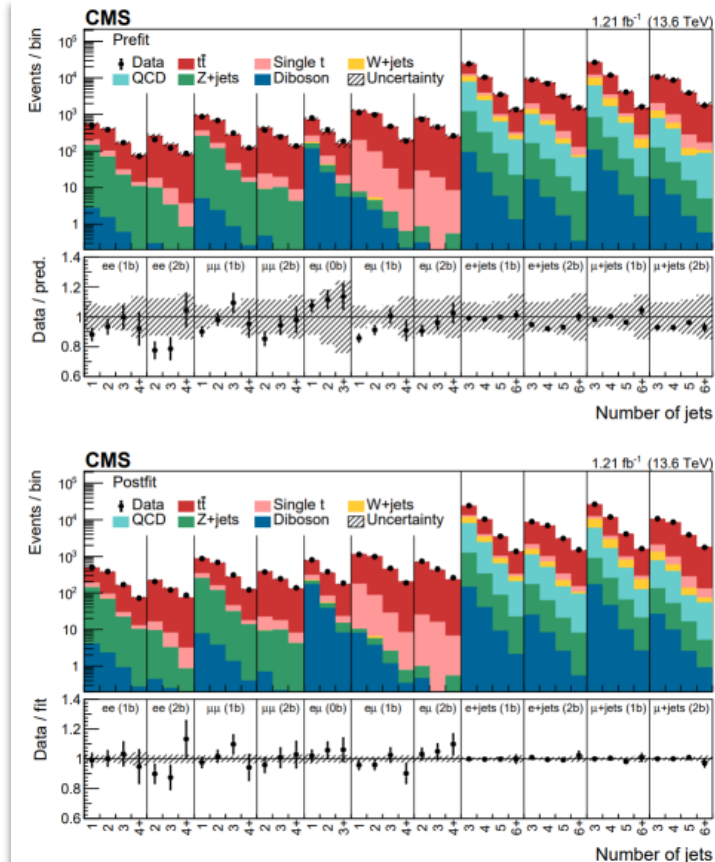 CMS
1.21 fb⁻¹ (13.6 TeV)
Events / bin
10⁵
10⁴
10³
10²
10
1
Prefit
Data tt̄ Single t W+jets
QCD Z+jets Diboson Uncertainty
Data / pred.
1.4
1.2
1
0.8
0.6
ee (1b) ee (2b) μμ (1b) μμ (2b) eμ (0b) eμ (1b) eμ (2b) e+jets (1b) e+jets (2b) μ+jets (1b) μ+jets (2b)
1 2 3 4+ 2 3 4+ 1 2 3 4+ 2 3 4+ 1 2 3+ 1 2 3 4+ 2 3 4+ 3 4 5 6+ 3 4 5 6+ 3 4 5 6+ 3 4 5 6+
Number of jets
CMS
1.21 fb⁻¹ (13.6 TeV)
Events / bin
10⁵
10⁴
10³
10²
10
1
Postfit
Data tt̄ Single t W+jets
QCD Z+jets Diboson Uncertainty
Data / fit
1.4
1.2
1
0.8
0.6
ee (1b) ee (2b) μμ (1b) μμ (2b) eμ (0b) eμ (1b) eμ (2b) e+jets (1b) e+jets (2b) μ+jets (1b) μ+jets (2b)
1 2 3 4+ 2 3 4+ 1 2 3 4+ 2 3 4+ 1 2 3+ 1 2 3 4+ 2 3 4+ 3 4 5 6+ 3 4 5 6+ 3 4 5 6+ 3 4 5 6+
Number of jets